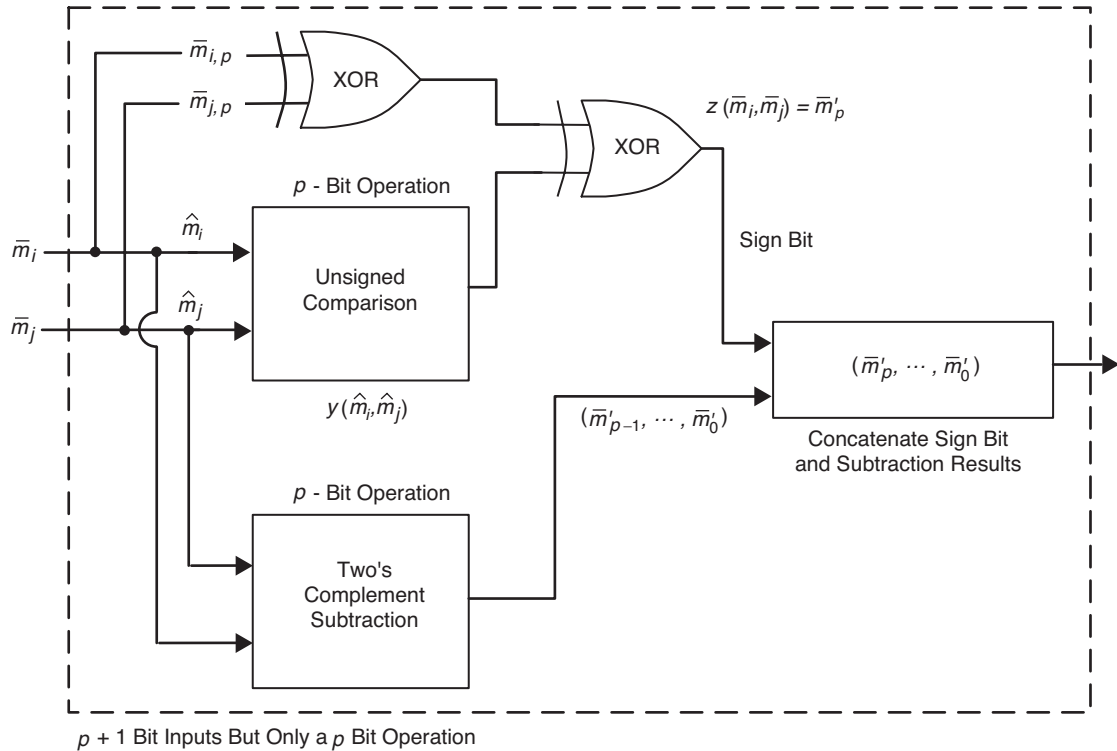 m̅ᵢ,ₚ
XOR
m̅ⱼ,ₚ
z (m̅ᵢ,m̅ⱼ) = m̅′ₚ
XOR
p - Bit Operation
m̂ᵢ
m̅ᵢ
Unsigned
Comparison
Sign Bit
m̂ⱼ
m̅ⱼ
y (m̂ᵢ,m̂ⱼ)
(m̅′ₚ, ⋯ , m̅′₀)
(m̅′ₚ₋₁, ⋯ , m̅′₀)
Concatenate Sign Bit
and Subtraction Results
p - Bit Operation
Two's
Complement
Subtraction
p + 1 Bit Inputs But Only a p Bit Operation